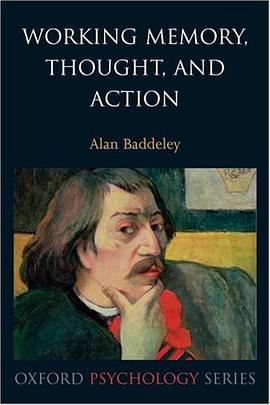 WORKING MEMORY,
THOUGHT, AND
ACTION
Alan Baddeley
OXFORD PSYCHOLOGY SERIES